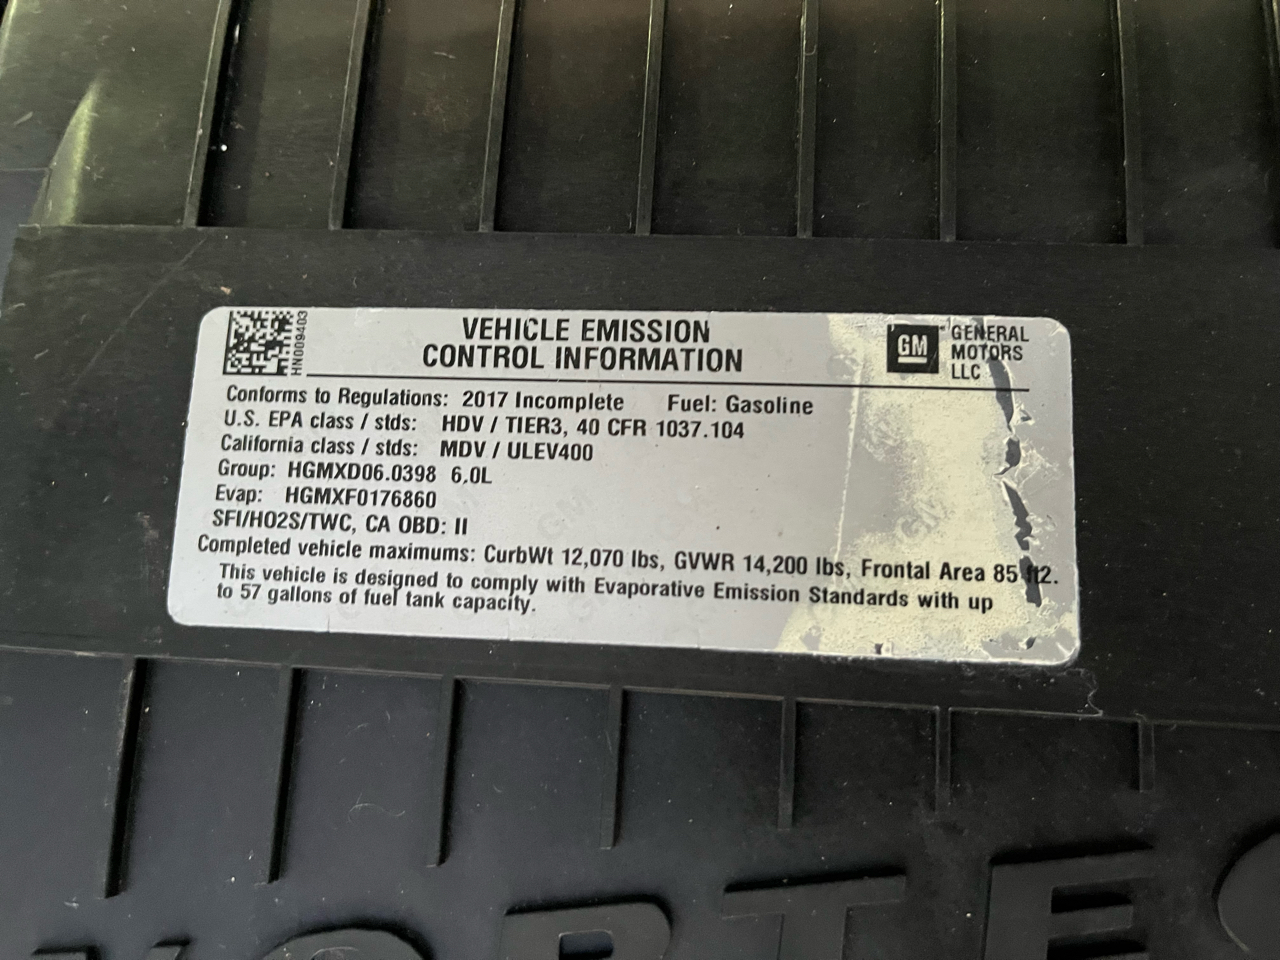 HN009403
VEHICLE EMISSION
CONTROL INFORMATION
GM
GENERAL
MOTORS
LLC
Conforms to Regulations: 2017 Incomplete Fuel: Gasoline
U.S. EPA class / stds: HDV / TIER3, 40 CFR 1037.104
California class / stds: MDV / ULEV400
Group: HGMXD06.0398 6.0L
Evap: HGMXF0176860
SFI/HO2S/TWC, CA OBD: II
Completed vehicle maximums: CurbWt 12,070 lbs, GVWR 14,200 lbs, Frontal Area 85 ft2.
This vehicle is designed to comply with Evaporative Emission Standards with up
to 57 gallons of fuel tank capacity.
VORTEC